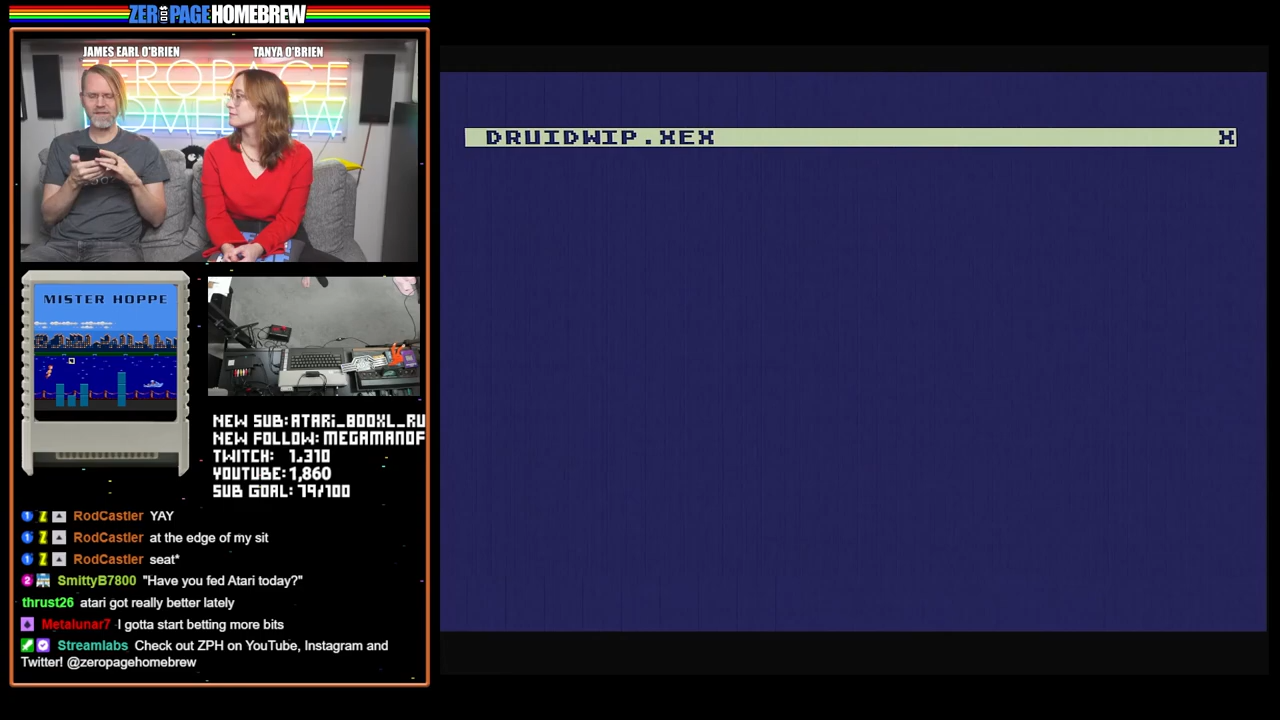 ZEROPAGE HOMEBREW
JAMES EARL O'BRIEN
TANYA O'BRIEN
ZEROPAGE
HOMEBREW
DRUIDWIP.XEX X
MISTER HOPPE
NEW SUB: ATARI_800XL_RU
NEW FOLLOW: MEGAMANOF
TWITCH: 1,310
YOUTUBE: 1,860
SUB GOAL: 79/100
RodCastler YAY
RodCastler at the edge of my sit
RodCastler seat*
SmittyB7800 "Have you fed Atari today?"
thrust26 atari got really better lately
Metalunar7 I gotta start betting more bits
Streamlabs Check out ZPH on YouTube, Instagram and
Twitter! @zeropagehomebrew